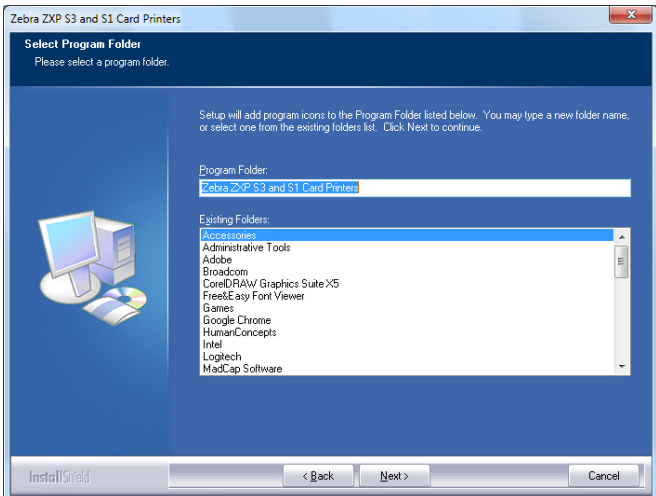 Zebra ZXP S3 and S1 Card Printers
Select Program Folder
Please select a program folder.
Setup will add program icons to the Program Folder listed below. You may type a new folder name,
or select one from the existing folders list. Click Next to continue.
Program Folder:
Zebra ZXP S3 and S1 Card Printers
Existing Folders:
Accessories
Administrative Tools
Adobe
Broadcom
CorelDRAW Graphics Suite X5
Free&Easy Font Viewer
Games
Google Chrome
HumanConcepts
Intel
Logitech
MadCap Software
InstallShield
< Back
Next >
Cancel